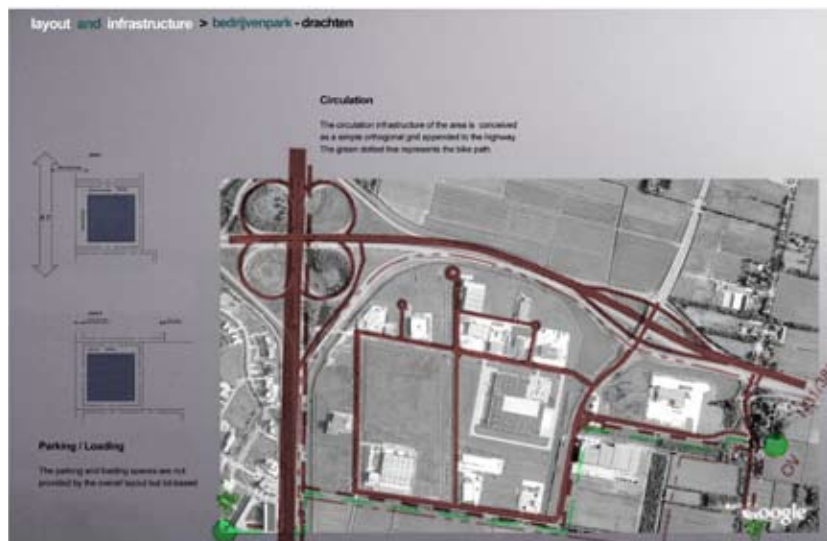 layout and infrastructure > bedrijvenpark - drachten
Circulation
The circulation infrastructure of the area is conceived
as a simple orthogonal grid appended to the highway.
The green dotted line represents the bike path.
Parking / Loading
The parking and loading spaces are not
provided by the overall layout but lot-based
OV
Google